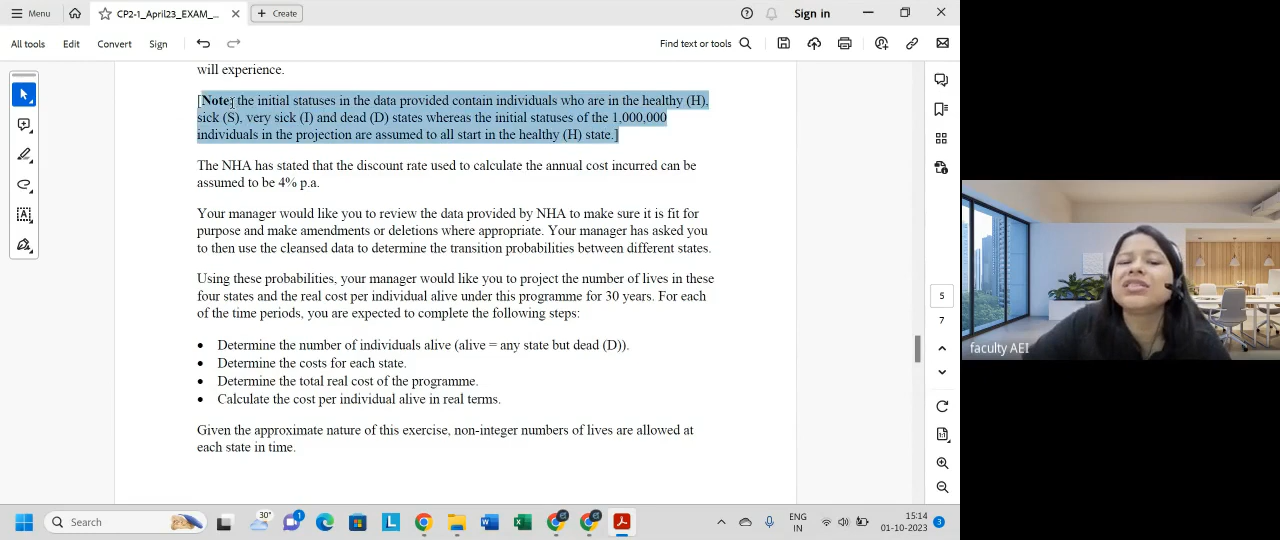 Menu
CP2-1_April23_EXAM_...
Create
Sign in
All tools
Edit
Convert
Sign
Find text or tools
will experience.
[Note: the initial statuses in the data provided contain individuals who are in the healthy (H),
sick (S), very sick (I) and dead (D) states whereas the initial statuses of the 1,000,000
individuals in the projection are assumed to all start in the healthy (H) state.]
The NHA has stated that the discount rate used to calculate the annual cost incurred can be
assumed to be 4% p.a.
Your manager would like you to review the data provided by NHA to make sure it is fit for
purpose and make amendments or deletions where appropriate. Your manager has asked you
to then use the cleansed data to determine the transition probabilities between different states.
Using these probabilities, your manager would like you to project the number of lives in these
four states and the real cost per individual alive under this programme for 30 years. For each
of the time periods, you are expected to complete the following steps:
• Determine the number of individuals alive (alive = any state but dead (D)).
• Determine the costs for each state.
• Determine the total real cost of the programme.
• Calculate the cost per individual alive in real terms.
Given the approximate nature of this exercise, non-integer numbers of lives are allowed at
each state in time.
5
7
faculty AEI
Search
30°
1
ENG
IN
15:14
01-10-2023
3